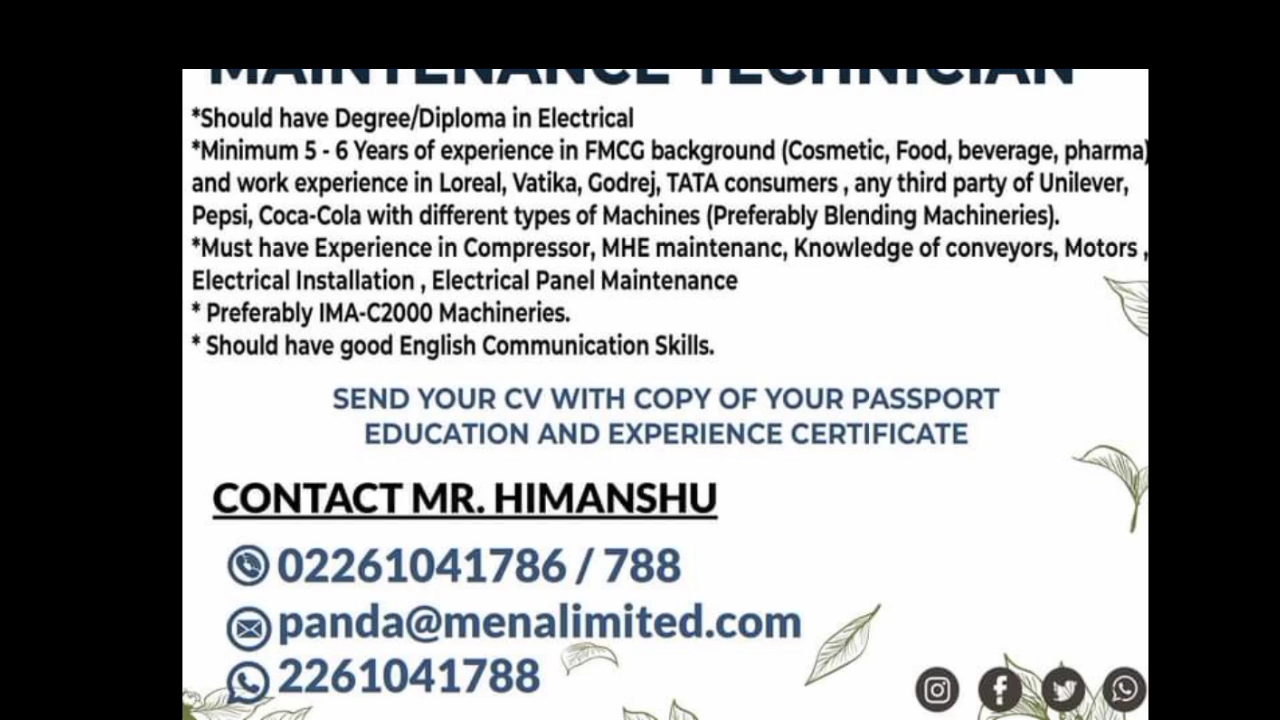 MAINTENANCE TECHNICIAN
*Should have Degree/Diploma in Electrical
*Minimum 5 - 6 Years of experience in FMCG background (Cosmetic, Food, beverage, pharma)
and work experience in Loreal, Vatika, Godrej, TATA consumers , any third party of Unilever,
Pepsi, Coca-Cola with different types of Machines (Preferably Blending Machineries).
*Must have Experience in Compressor, MHE maintenanc, Knowledge of conveyors, Motors ,
Electrical Installation , Electrical Panel Maintenance
* Preferably IMA-C2000 Machineries.
* Should have good English Communication Skills.
SEND YOUR CV WITH COPY OF YOUR PASSPORT
EDUCATION AND EXPERIENCE CERTIFICATE
CONTACT MR. HIMANSHU
02261041786 / 788
panda@menalimited.com
2261041788